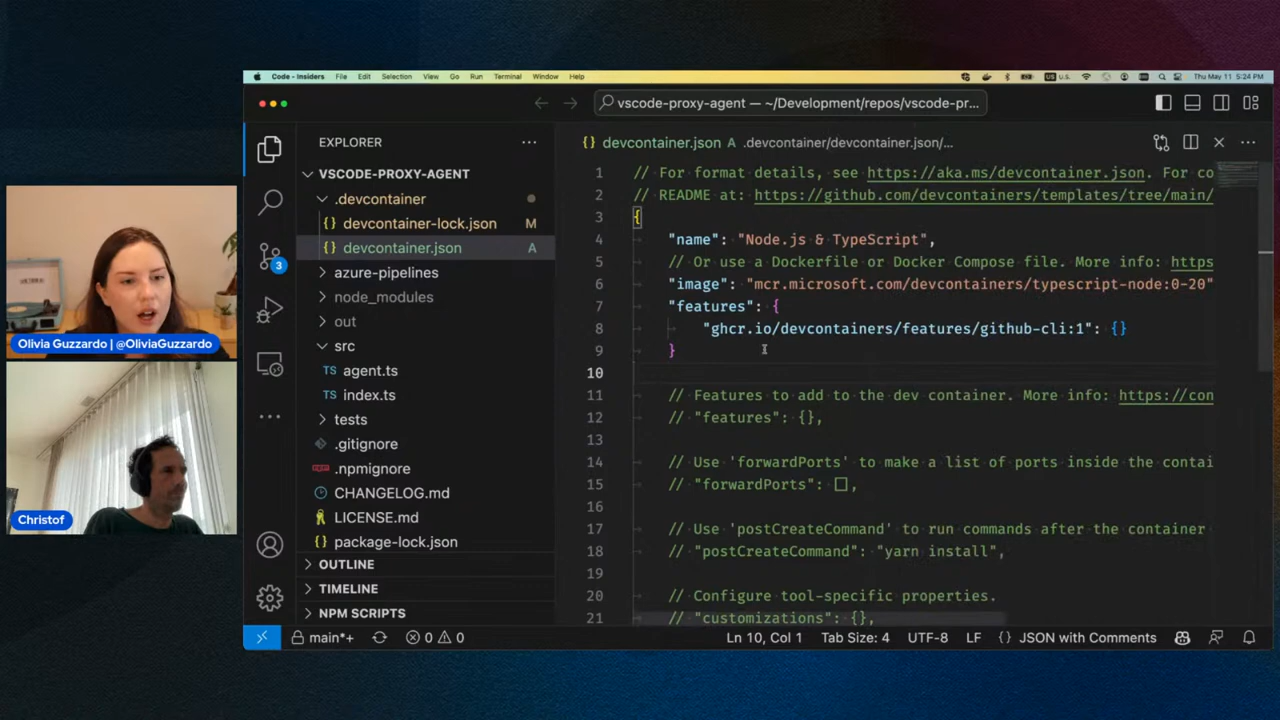 Code - Insiders File Edit Selection View Go Run Terminal Window Help
U.S. Thu May 11 5:24 PM
vscode-proxy-agent — ~/Development/repos/vscode-pr...
EXPLORER
VSCODE-PROXY-AGENT
.devcontainer
{} devcontainer-lock.json M
{} devcontainer.json A
azure-pipelines
node_modules
out
src
TS agent.ts
TS index.ts
tests
.gitignore
.npmignore
CHANGELOG.md
LICENSE.md
{} package-lock.json
OUTLINE
TIMELINE
NPM SCRIPTS
3
{} devcontainer.json A .devcontainer/devcontainer.json/...
1 // For format details, see https://aka.ms/devcontainer.json. For co
2 // README at: https://github.com/devcontainers/templates/tree/main/
3 {
4 "name": "Node.js & TypeScript",
5 // Or use a Dockerfile or Docker Compose file. More info: https
6 "image": "mcr.microsoft.com/devcontainers/typescript-node:0-20"
7 "features": {
8 "ghcr.io/devcontainers/features/github-cli:1": {}
9 }
10
11 // Features to add to the dev container. More info: https://con
12 // "features": {},
13
14 // Use 'forwardPorts' to make a list of ports inside the contai
15 // "forwardPorts": [],
16
17 // Use 'postCreateCommand' to run commands after the container
18 // "postCreateCommand": "yarn install",
19
20 // Configure tool-specific properties.
21 // "customizations": {},
main*+ 0 0 Ln 10, Col 1 Tab Size: 4 UTF-8 LF {} JSON with Comments
Olivia Guzzardo | @OliviaGuzzardo
Christof